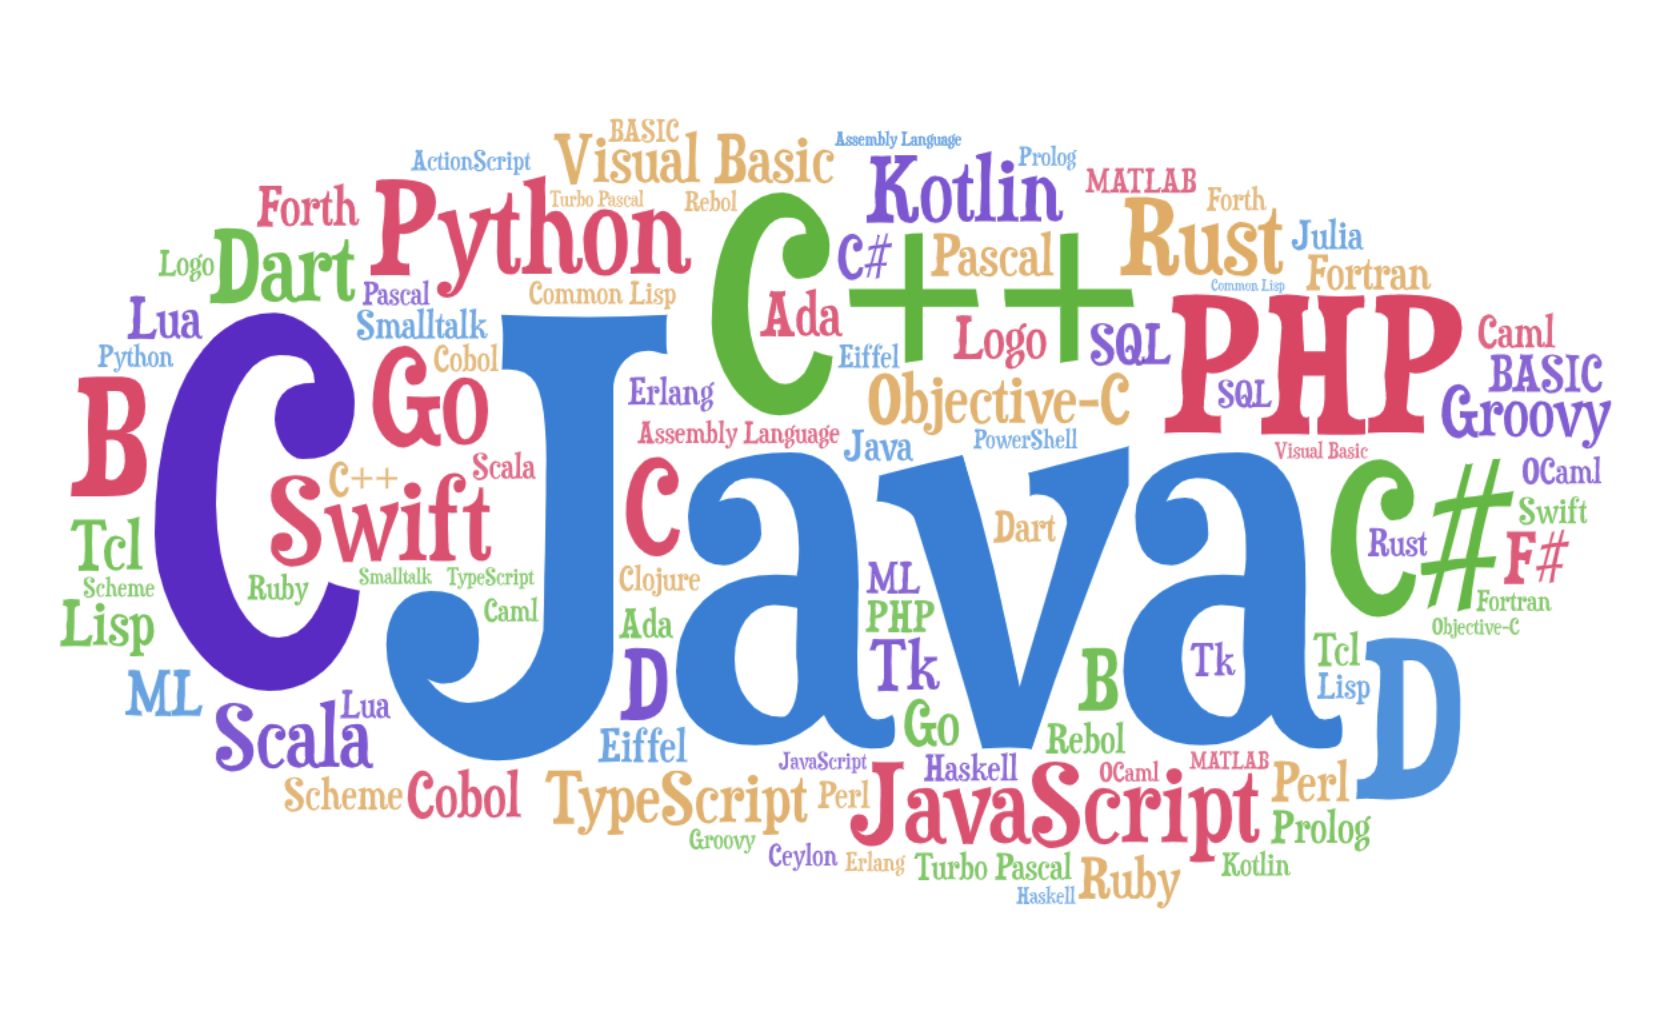 BASIC
Visual Basic
Assembly Language
ActionScript
Kotlin
Prolog
MATLAB
Forth
Python
Turbo Pascal
Rebol
Forth
C++
Rust
Julia
Logo
Dart
C#
Pascal
Fortran
Pascal
Common Lisp
Common Lisp
Lua
Smalltalk
Ada
Logo
SQL
PHP
Caml
Python
Cobol
Eiffel
BASIC
B
C
Go
Java
Erlang
Objective-C
SQL
Groovy
Assembly Language
Java
PowerShell
Visual Basic
Scala
OCaml
C++
Swift
C
C#
Swift
Tcl
Dart
Rust
F#
Scheme
Ruby
Smalltalk
TypeScript
Clojure
ML
Fortran
Lisp
Caml
Ada
PHP
Objective-C
ML
D
Tk
B
Tk
Tcl
Lisp
D
Scala
Lua
Eiffel
Go
Rebol
JavaScript
Haskell
OCaml
MATLAB
Scheme
Cobol
TypeScript
Perl
JavaScript
Perl
Groovy
Prolog
Ceylon
Erlang
Turbo Pascal
Ruby
Kotlin
Haskell